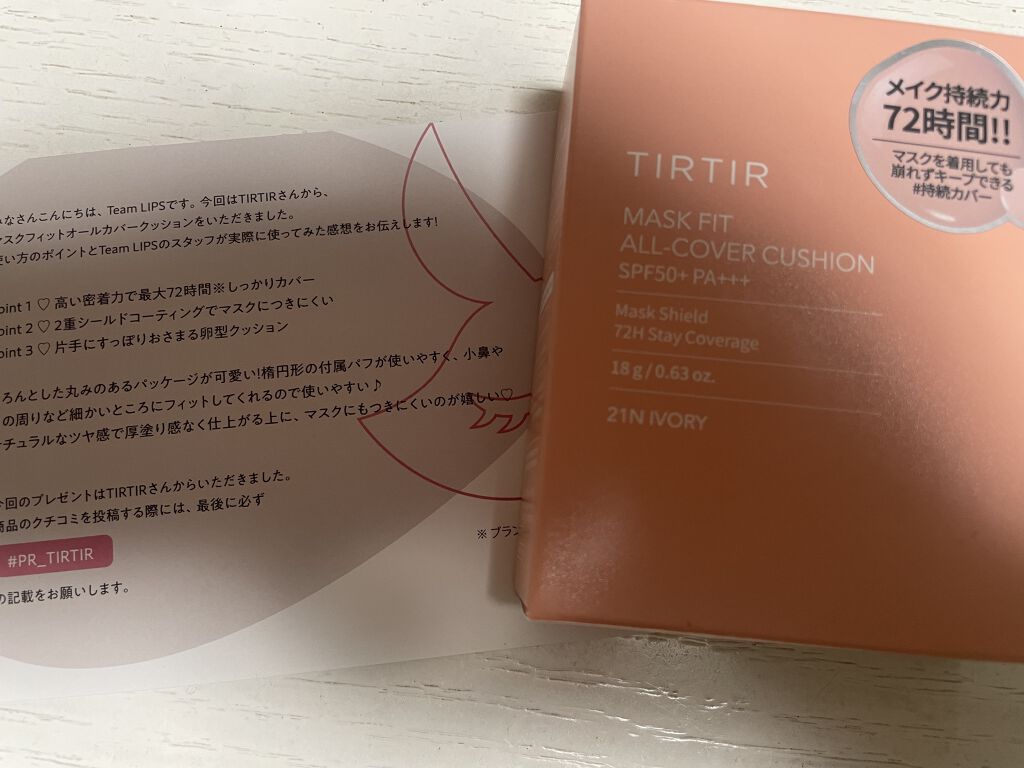 みなさんこんにちは、Team LIPSです。今回はTIRTIRさんから、
マスクフィットオールカバークッションをいただきました。
使い方のポイントとTeam LIPSのスタッフが実際に使ってみた感想をお伝えします!
oint 1 ♡ 高い密着力で最大72時間※しっかりカバー
oint 2 ♡ 2重シールドコーティングでマスクにつきにくい
oint 3 ♡ 片手にすっぽりおさまる卵型クッション
ろんとした丸みのあるパッケージが可愛い!楕円形の付属パフが使いやすく、小鼻や
の周りなど細かいところにフィットしてくれるので使いやすい♪
ナチュラルなツヤ感で厚塗り感なく仕上がる上に、マスクにもつきにくいのが嬉しい♡
今回のプレゼントはTIRTIRさんからいただきました。
商品のクチコミを投稿する際には、最後に必ず
#PR_TIRTIR
の記載をお願いします。
※ ブラン
TIRTIR
MASK FIT
ALL-COVER CUSHION
SPF50+ PA+++
Mask Shield
72H Stay Coverage
18 g / 0.63 oz.
21N IVORY
メイク持続力
72時間!!
マスクを着用しても
崩れずキープできる
#持続カバー